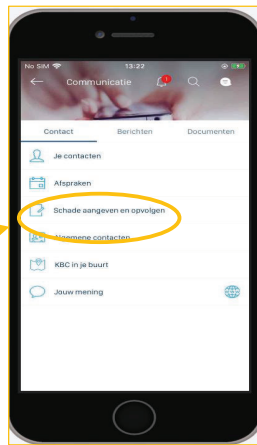 No SIM 13:22
Communicatie 1
Contact Berichten Documenten
Je contacten
Afspraken
Schade aangeven en opvolgen
Algemene contacten
KBC in je buurt
Jouw mening